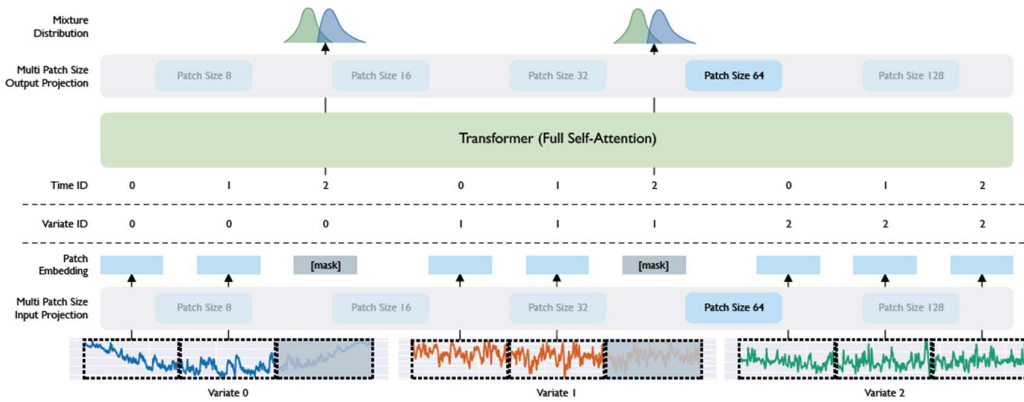 Mixture
Distribution
Multi Patch Size
Output Projection
Patch Size 8
Patch Size 16
Patch Size 32
Patch Size 64
Patch Size 128
Transformer (Full Self-Attention)
Time ID 0 1 2 0 1 2 0 1 2
Variate ID 0 0 0 1 1 1 2 2 2
Patch
Embedding
[mask]
[mask]
Multi Patch Size
Input Projection
Patch Size 8
Patch Size 16
Patch Size 32
Patch Size 64
Patch Size 128
Variate 0
Variate 1
Variate 2